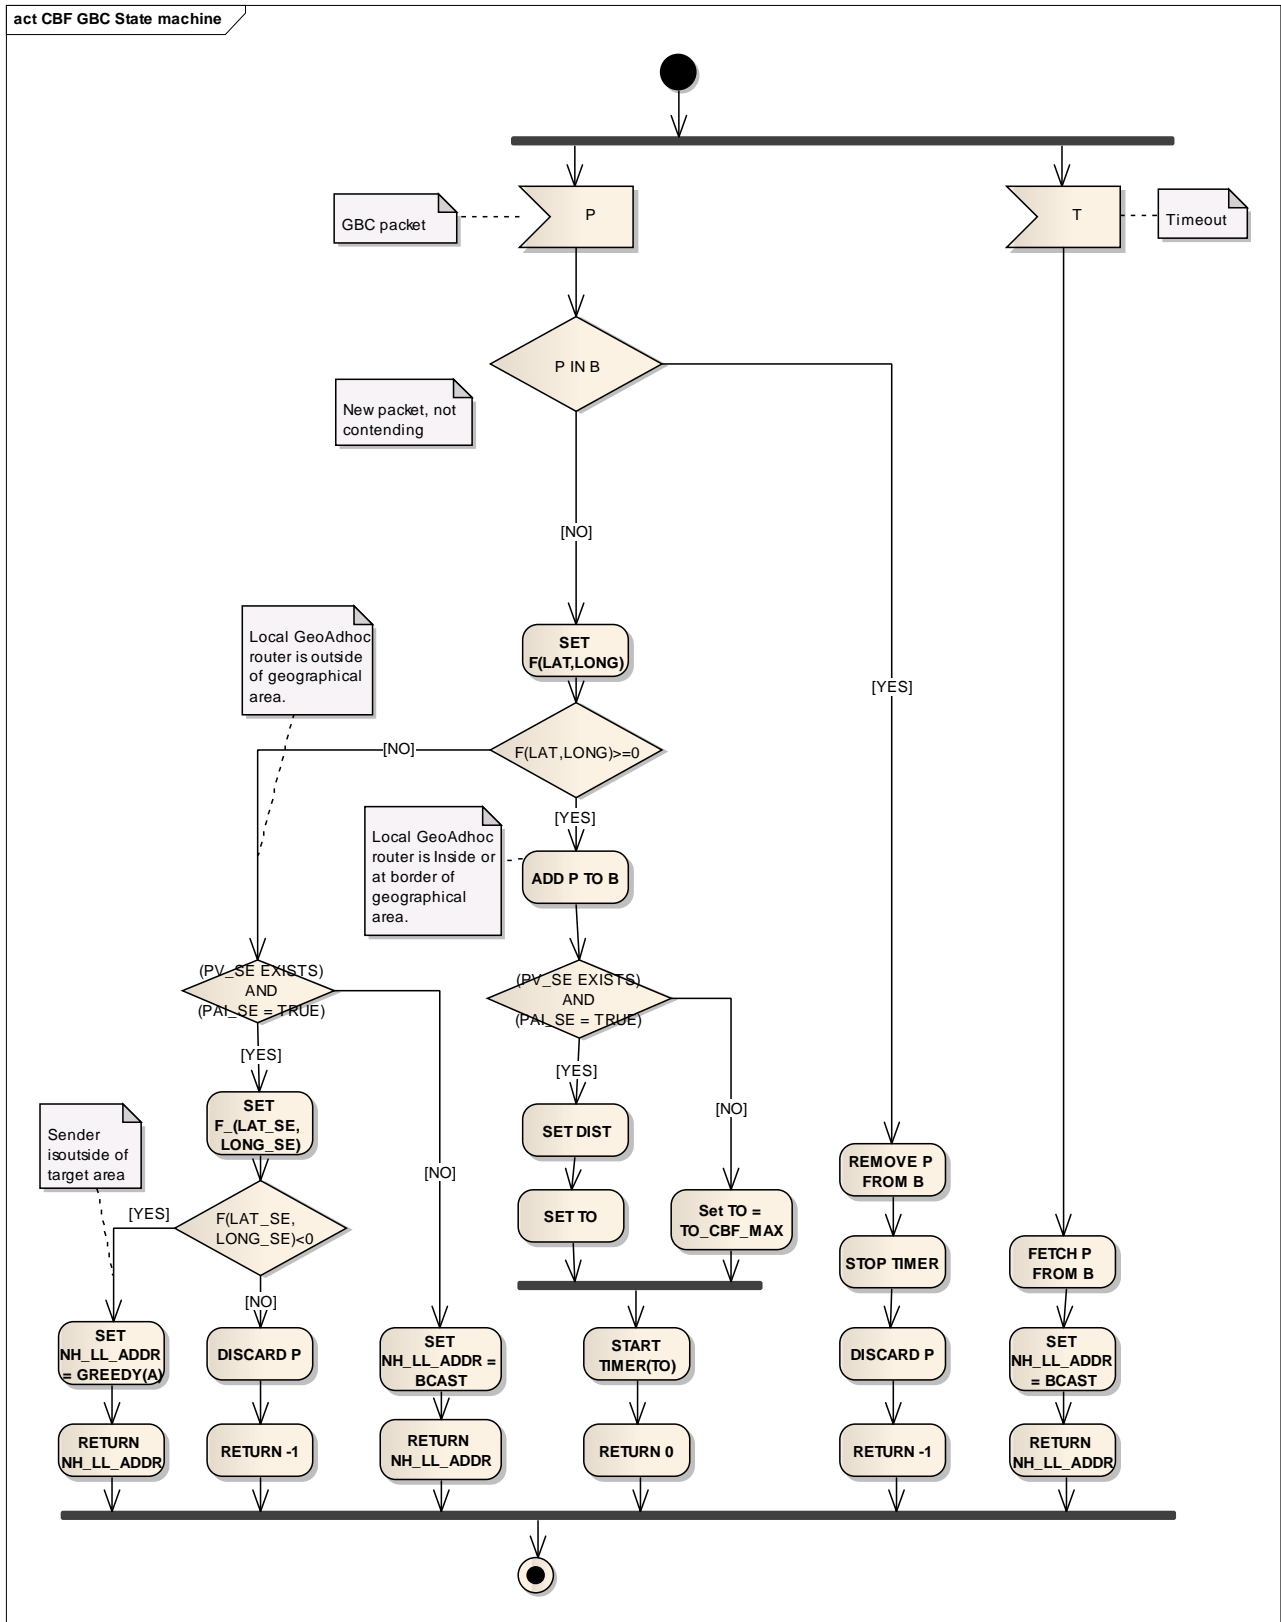 act CBF GBC State machine
GBC packet
P
T
Timeout
P IN B
New packet, not
contending
[NO]
[YES]
SET
F(LAT,LONG)
Local GeoAdhoc
router is outside
of geographical
area.
F(LAT,LONG)>=0
[NO]
[YES]
Local GeoAdhoc
router is Inside or
at border of
geographical
area.
ADD P TO B
(PV_SE EXISTS)
AND
(PAI_SE = TRUE)
(PV_SE EXISTS)
AND
(PAI_SE = TRUE)
[YES]
[YES]
[NO]
[NO]
SET
F_(LAT_SE,
LONG_SE)
SET DIST
Sender
isoutside of
target area
REMOVE P
FROM B
SET TO
Set TO =
TO_CBF_MAX
[YES]
F(LAT_SE,
LONG_SE)<0
[NO]
STOP TIMER
FETCH P
FROM B
SET
NH_LL_ADDR
= GREEDY(A)
DISCARD P
SET
NH_LL_ADDR =
BCAST
START
TIMER(TO)
DISCARD P
SET
NH_LL_ADDR
= BCAST
RETURN
NH_LL_ADDR
RETURN -1
RETURN
NH_LL_ADDR
RETURN 0
RETURN -1
RETURN
NH_LL_ADDR